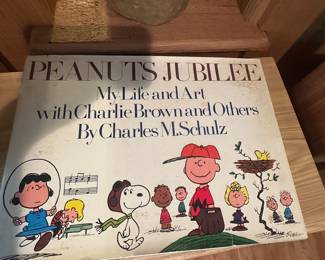 PEANUTS JUBILEE
My Life and Art
with Charlie Brown and Others
By Charles M. Schulz